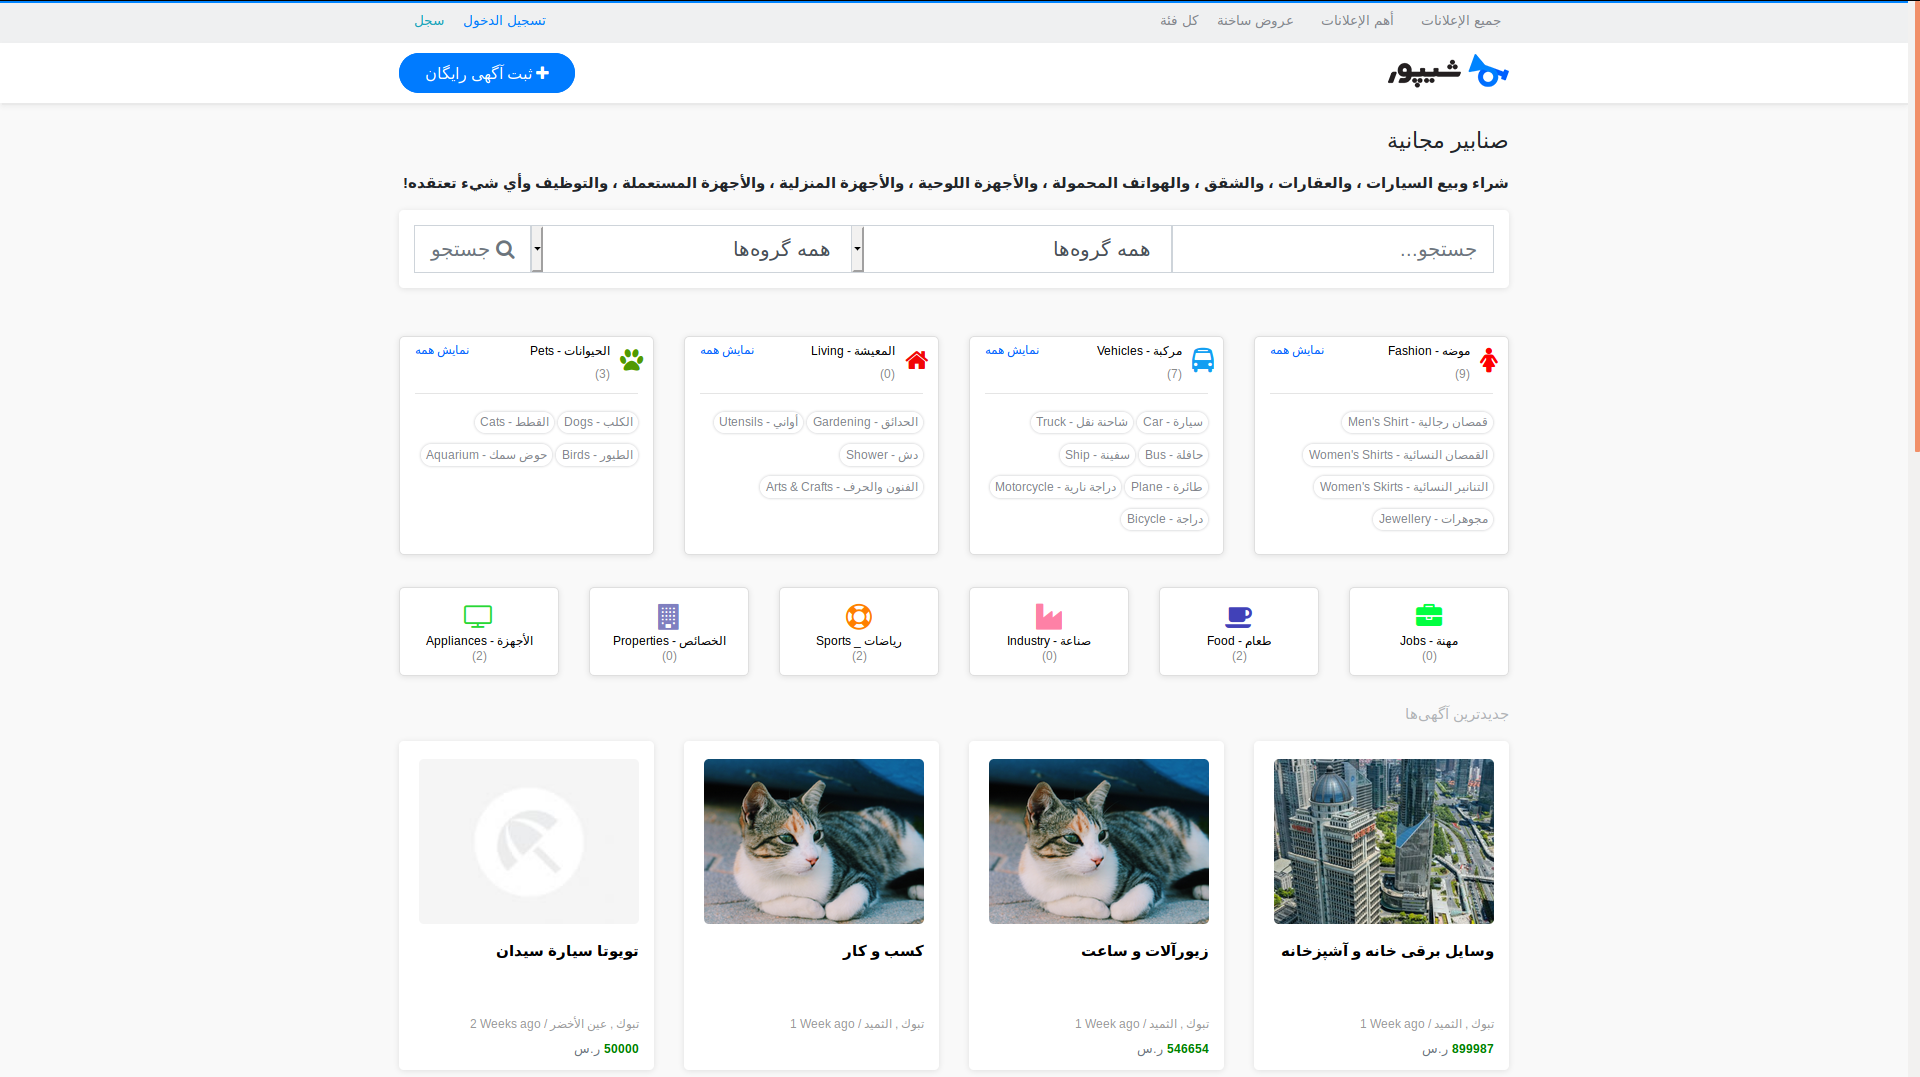 جميع الإعلانات أهم الإعلانات عروض ساخنة كل فئة تسجيل الدخول سجل
شیپور ثبت آگهی رایگان
صنابير مجانية
شراء وبيع السيارات ، والعقارات ، والشقق ، والهواتف المحمولة ، والأجهزة اللوحية ، والأجهزة المنزلية ، والأجهزة المستعملة ، والتوظيف وأي شيء تعتقده!
جستجو... همه گروه‌ها همه گروه‌ها جستجو
موضه - Fashion نمایش همه
(9)
قمصان رجالية - Men's Shirt
القمصان النسائية - Women's Shirts
التنانير النسائية - Women's Skirts
مجوهرات - Jewellery
مركبة - Vehicles نمایش همه
(7)
سيارة - Car شاحنة نقل - Truck
حافلة - Bus سفينة - Ship
طائرة - Plane دراجة نارية - Motorcycle
دراجة - Bicycle
المعيشة - Living نمایش همه
(0)
الحدائق - Gardening أواني - Utensils
دش - Shower
الفنون والحرف - Arts & Crafts
الحيوانات - Pets نمایش همه
(3)
الكلب - Dogs القطط - Cats
الطيور - Birds حوض سمك - Aquarium
مهنة - Jobs
(0)
طعام - Food
(2)
صناعة - Industry
(0)
رياضات _ Sports
(2)
الخصائص - Properties
(0)
الأجهزة - Appliances
(2)
جدیدترین آگهی‌ها
وسایل برقی خانه و آشپزخانه
تبوك , الثميد / 1 Week ago
899987 ر.س
زیورآلات و ساعت
تبوك , الثميد / 1 Week ago
546654 ر.س
کسب و کار
تبوك , الثميد / 1 Week ago
تويوتا سيارة سيدان
تبوك , عين الأخضر / 2 Weeks ago
50000 ر.س